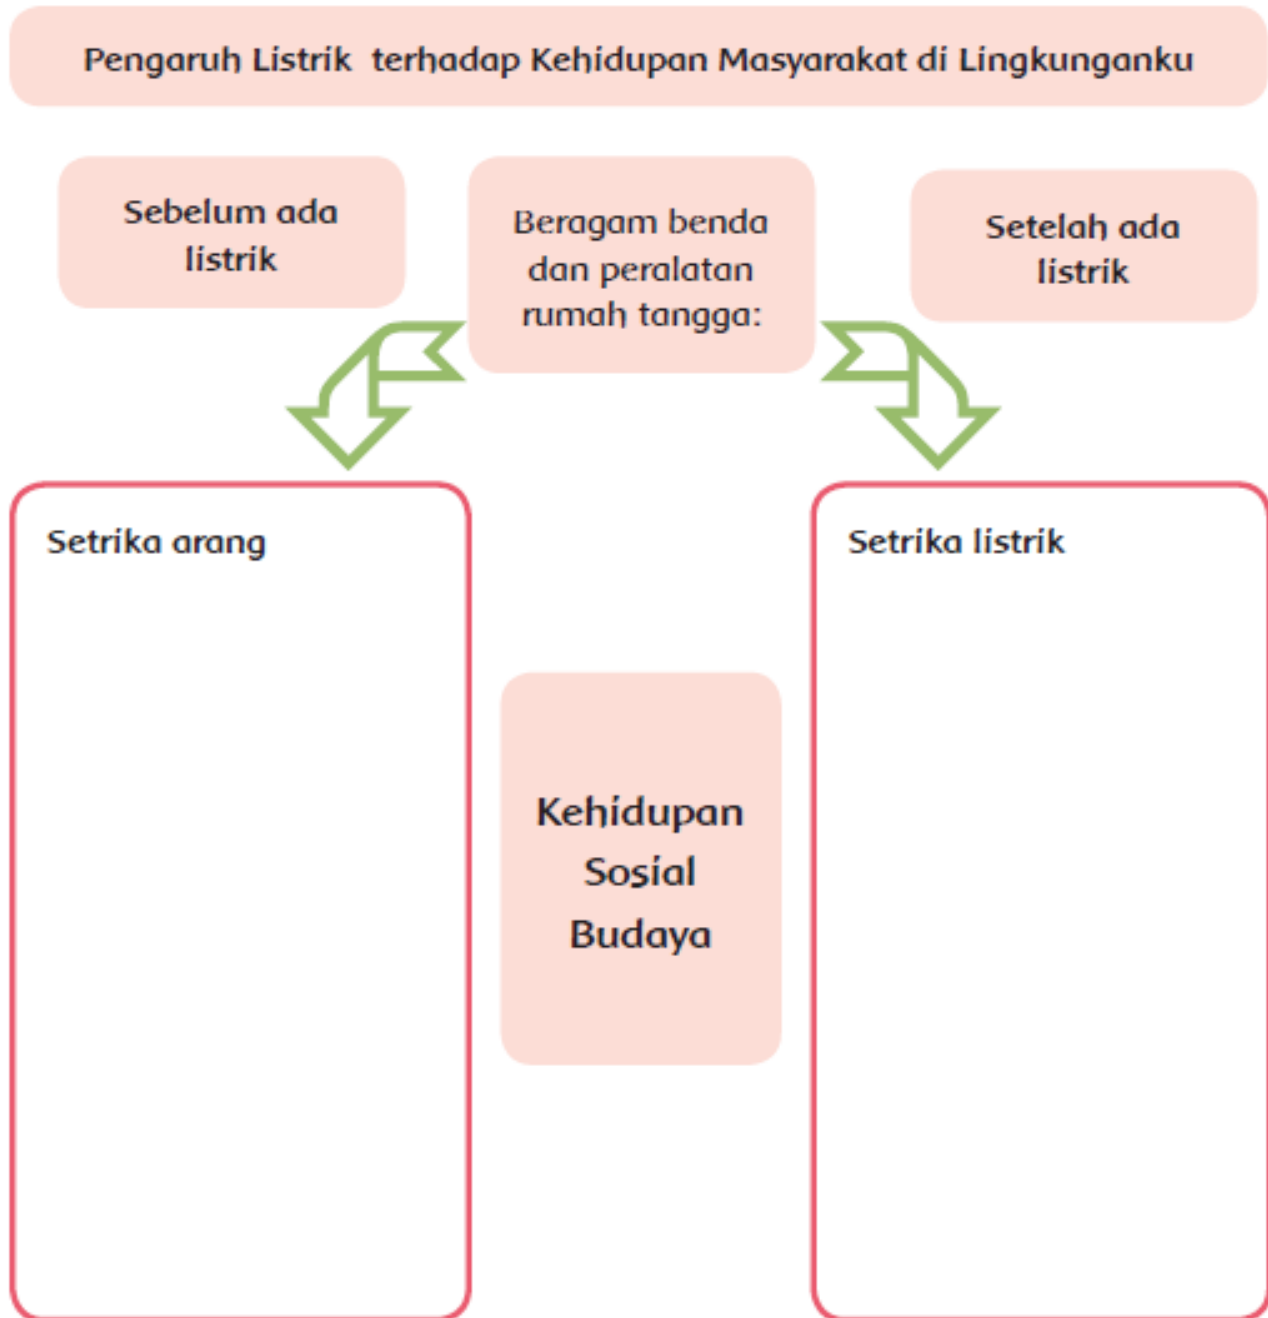 Pengaruh Listrik terhadap Kehidupan Masyarakat di Lingkunganku
Sebelum ada
listrik
Beragam benda
dan peralatan
rumah tangga:
Setelah ada
listrik
Setrika arang
Setrika listrik
Kehidupan
Sosial
Budaya